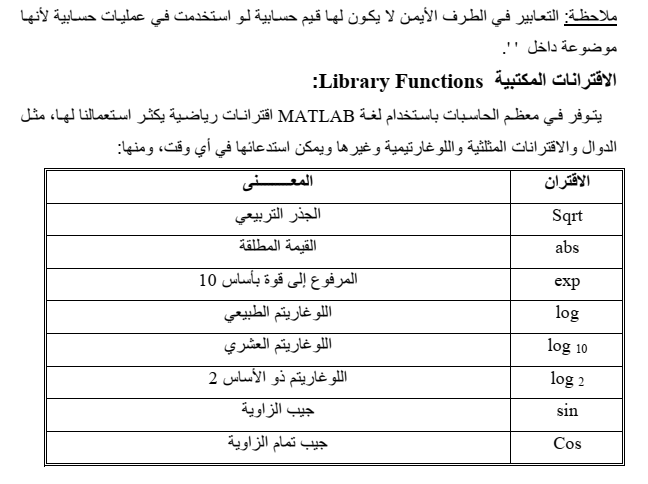 ملاحظة: التعابير في الطرف الأيمن لا يكون لها قيم حسابية لو استخدمت في عمليات حسابية لأنها
موضوعة داخل ' '.
الاقترانات المكتبية Library Functions:
يتوفر في معظم الحاسبات باستخدام لغة MATLAB اقترانات رياضية يكثر استعمالنا لها، مثل
الدوال والاقترانات المثلثية واللوغارتيمية وغيرها ويمكن استدعائها في أي وقت، ومنها:
الاقتران المعــــــنى
Sqrt الجذر التربيعي
abs القيمة المطلقة
exp المرفوع إلى قوة بأساس 10
log اللوغاريتم الطبيعي
log 10 اللوغاريتم العشري
log 2 اللوغاريتم ذو الأساس 2
sin جيب الزاوية
Cos جيب تمام الزاوية